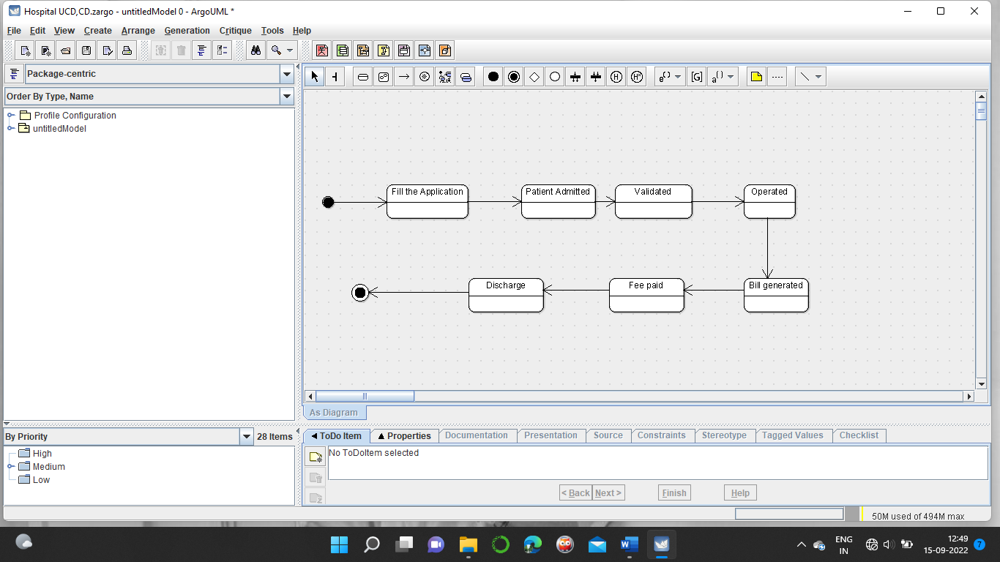 Hospital UCD,CD.zargo - untitledModel 0 - ArgoUML *
File Edit View Create Arrange Generation Critique Tools Help
Package-centric
Order By Type, Name
Profile Configuration
untitledModel
Fill the Application Patient Admitted Validated Operated
Discharge Fee paid Bill generated
As Diagram
By Priority 28 Items
High
Medium
Low
ToDo Item Properties Documentation Presentation Source Constraints Stereotype Tagged Values Checklist
No ToDoItem selected
< Back Next > Finish Help
50M used of 494M max
ENG
IN
12:49
15-09-2022
7